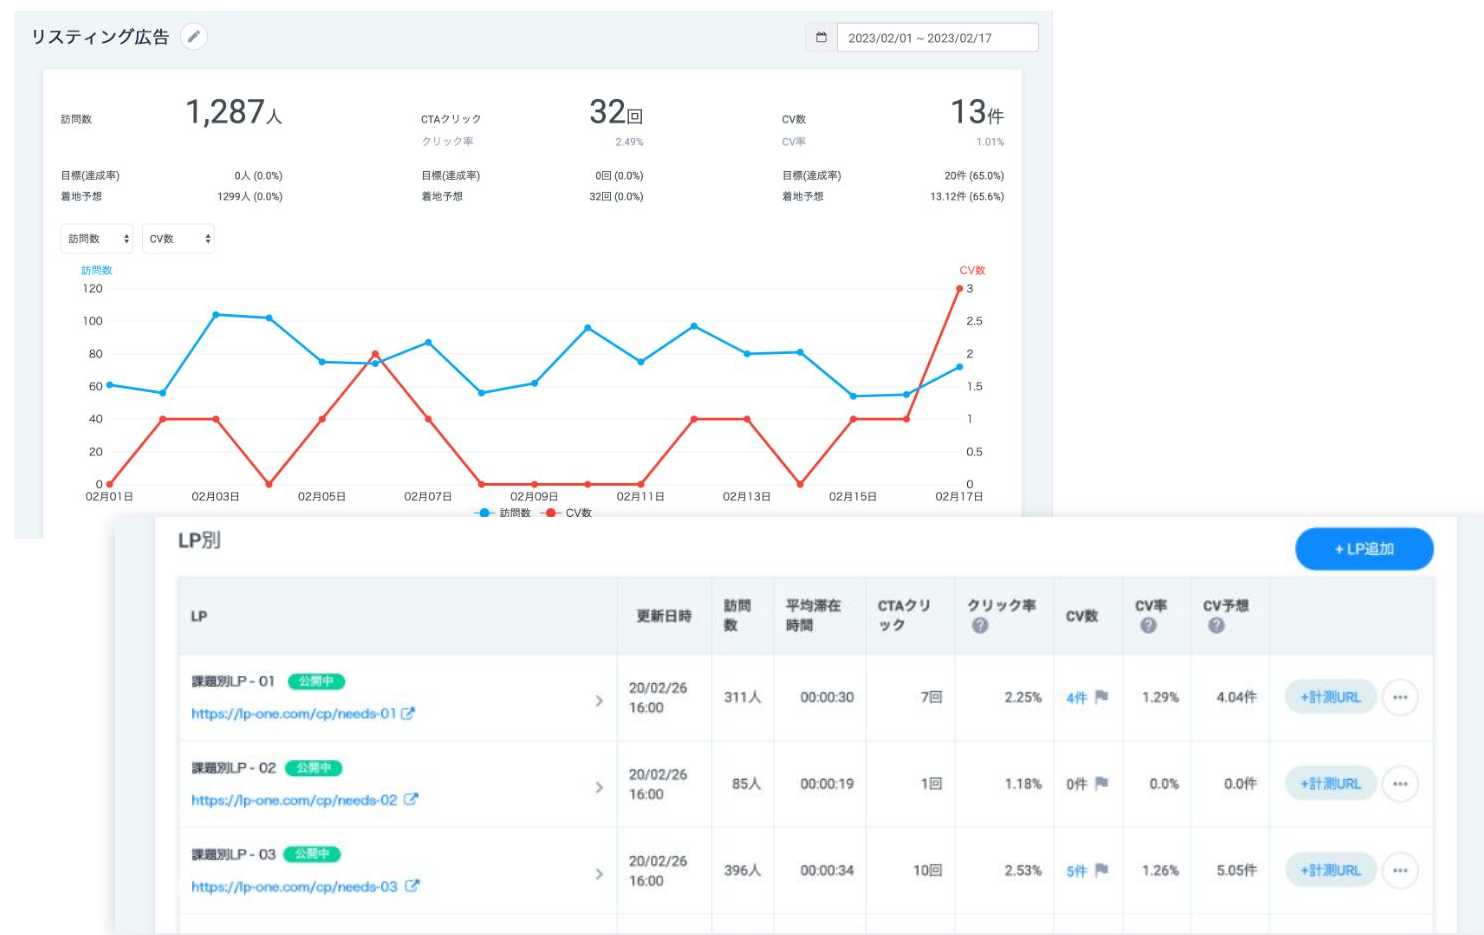 リスティング広告
2023/02/01 ~ 2023/02/17
訪問数 1,287人
CTAクリック 32回
クリック率 2.49%
CV数 13件
CV率 1.01%
目標(達成率) 0人 (0.0%)
着地予想 1299人 (0.0%)
目標(達成率) 0回 (0.0%)
着地予想 32回 (0.0%)
目標(達成率) 20件 (65.0%)
着地予想 13.12件 (65.6%)
訪問数 CV数
訪問数 CV数
120 3
100 2.5
80 2
60 1.5
40 1
20 0.5
0 0
02月01日 02月03日 02月05日 02月07日 02月09日 02月11日 02月13日 02月15日 02月17日
訪問数 CV数
LP別
+ LP追加
LP 更新日時 訪問数 平均滞在時間 CTAクリック クリック率 ? CV数 CV率 ? CV予想 ?
課題別LP - 01 公開中
https://lp-one.com/cp/needs-01
20/02/26 16:00 311人 00:00:30 7回 2.25% 4件 1.29% 4.04件 +計測URL
課題別LP - 02 公開中
https://lp-one.com/cp/needs-02
20/02/26 16:00 85人 00:00:19 1回 1.18% 0件 0.0% 0.0件 +計測URL
課題別LP - 03 公開中
https://lp-one.com/cp/needs-03
20/02/26 16:00 396人 00:00:34 10回 2.53% 5件 1.26% 5.05件 +計測URL